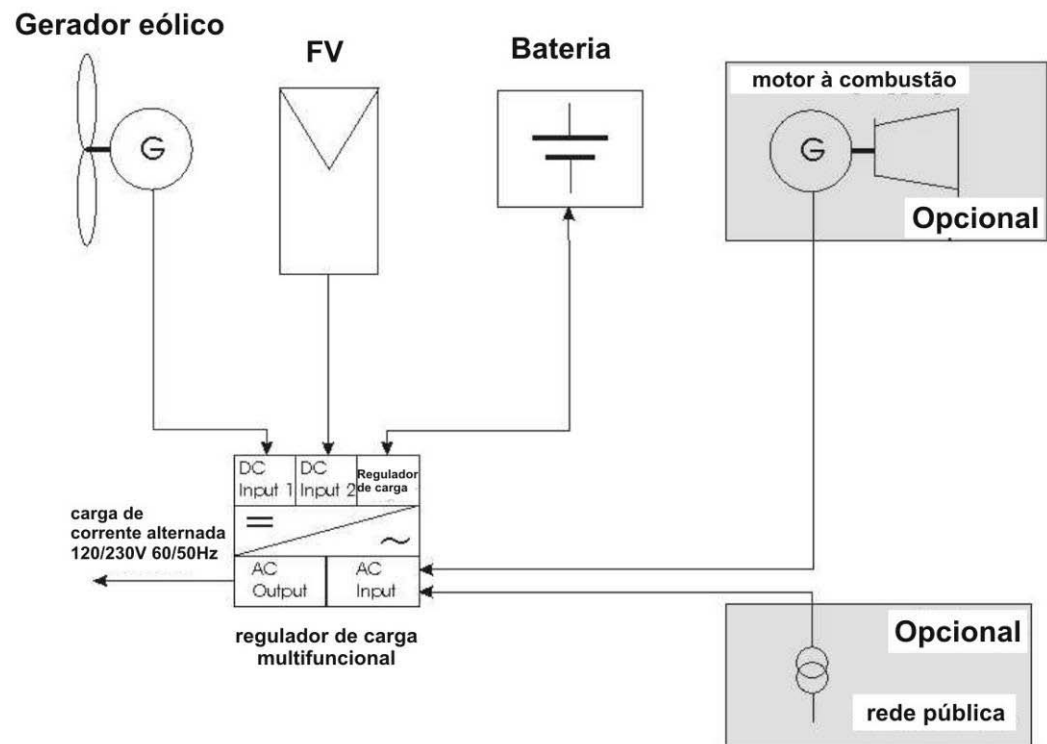 Gerador eólico
FV
Bateria
motor à combustão
G
G
Opcional
DC
Input 1
DC
Input 2
Regulador
de carga
carga de
corrente alternada
120/230V 60/50Hz
AC
Output
AC
Input
regulador de carga
multifuncional
Opcional
rede pública